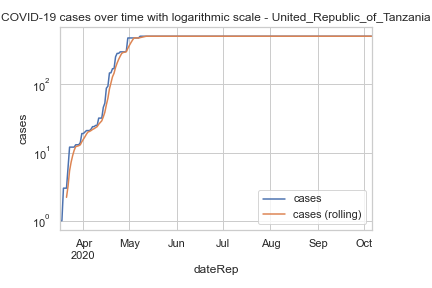 COVID-19 cases over time with logarithmic scale - United_Republic_of_Tanzania
cases
10²
10¹
10⁰
Apr
2020
May
Jun
Jul
Aug
Sep
Oct
dateRep
cases
cases (rolling)